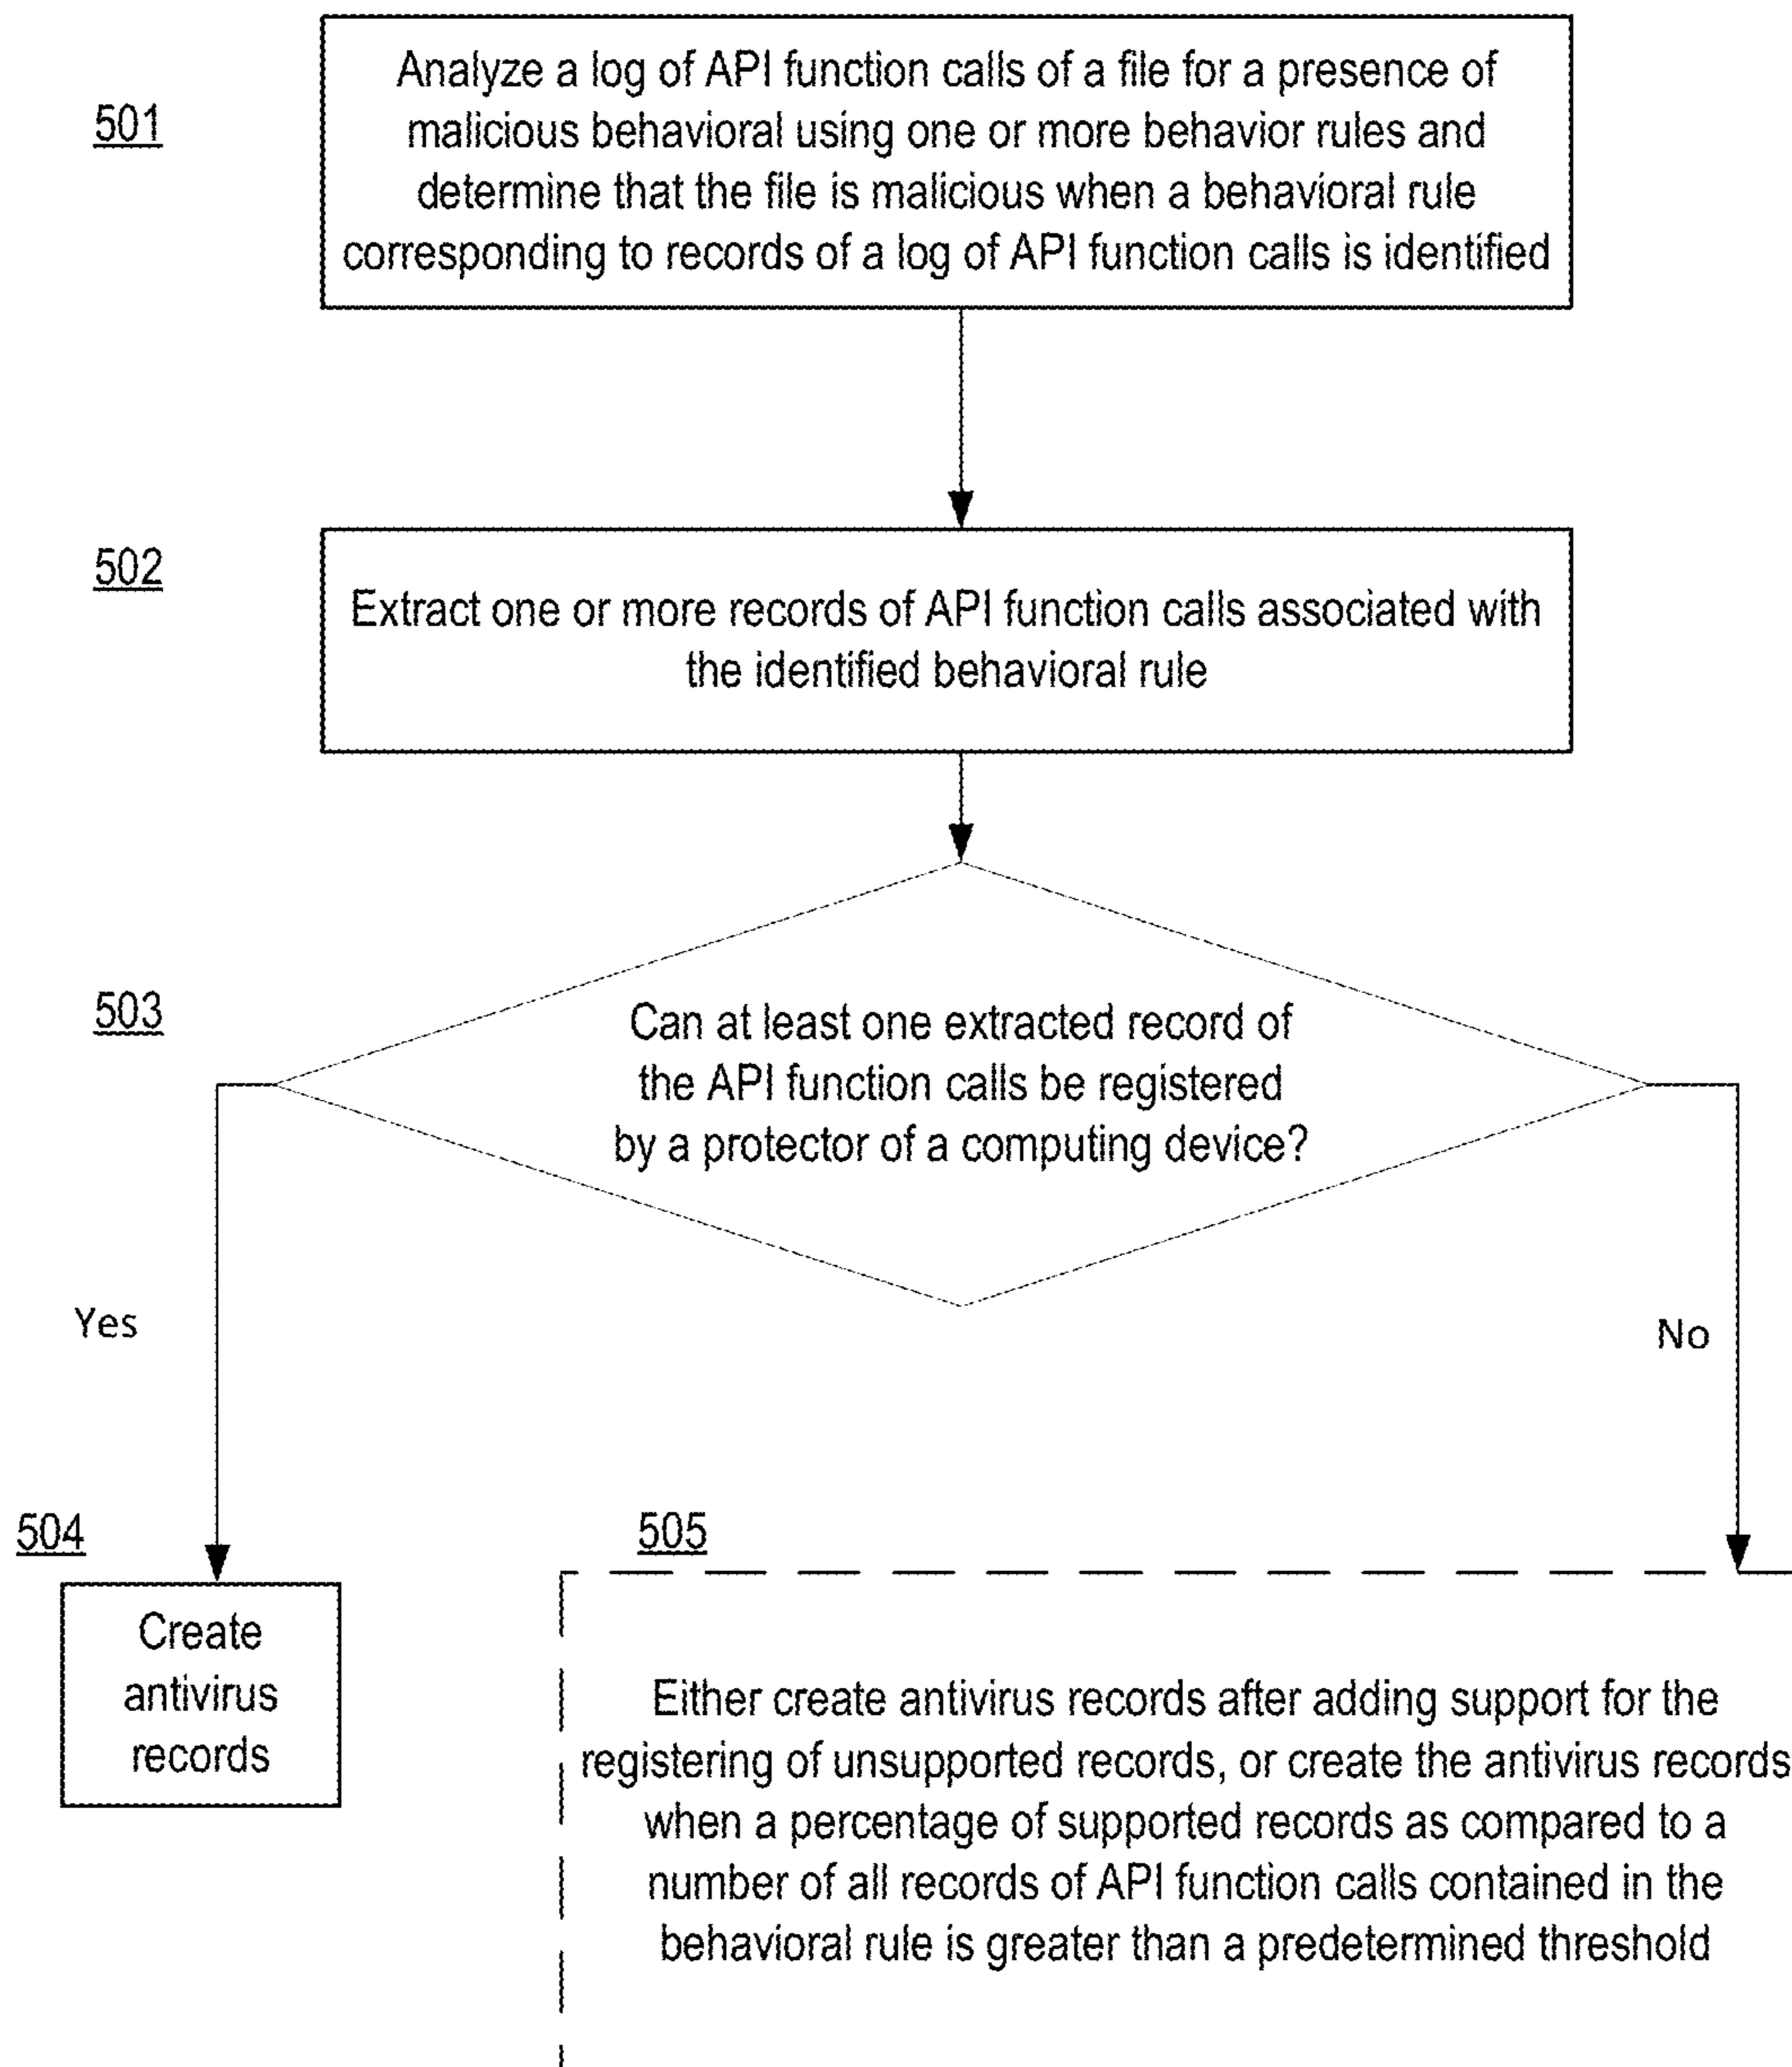 501
Analyze a log of API function calls of a file for a presence of
malicious behavioral using one or more behavior rules and
determine that the file is malicious when a behavioral rule
corresponding to records of a log of API function calls is identified
502
Extract one or more records of API function calls associated with
the identified behavioral rule
503
Can at least one extracted record of
the API function calls be registered
by a protector of a computing device?
Yes
No
504
Create
antivirus
records
505
Either create antivirus records after adding support for the
registering of unsupported records, or create the antivirus records
when a percentage of supported records as compared to a
number of all records of API function calls contained in the
behavioral rule is greater than a predetermined threshold